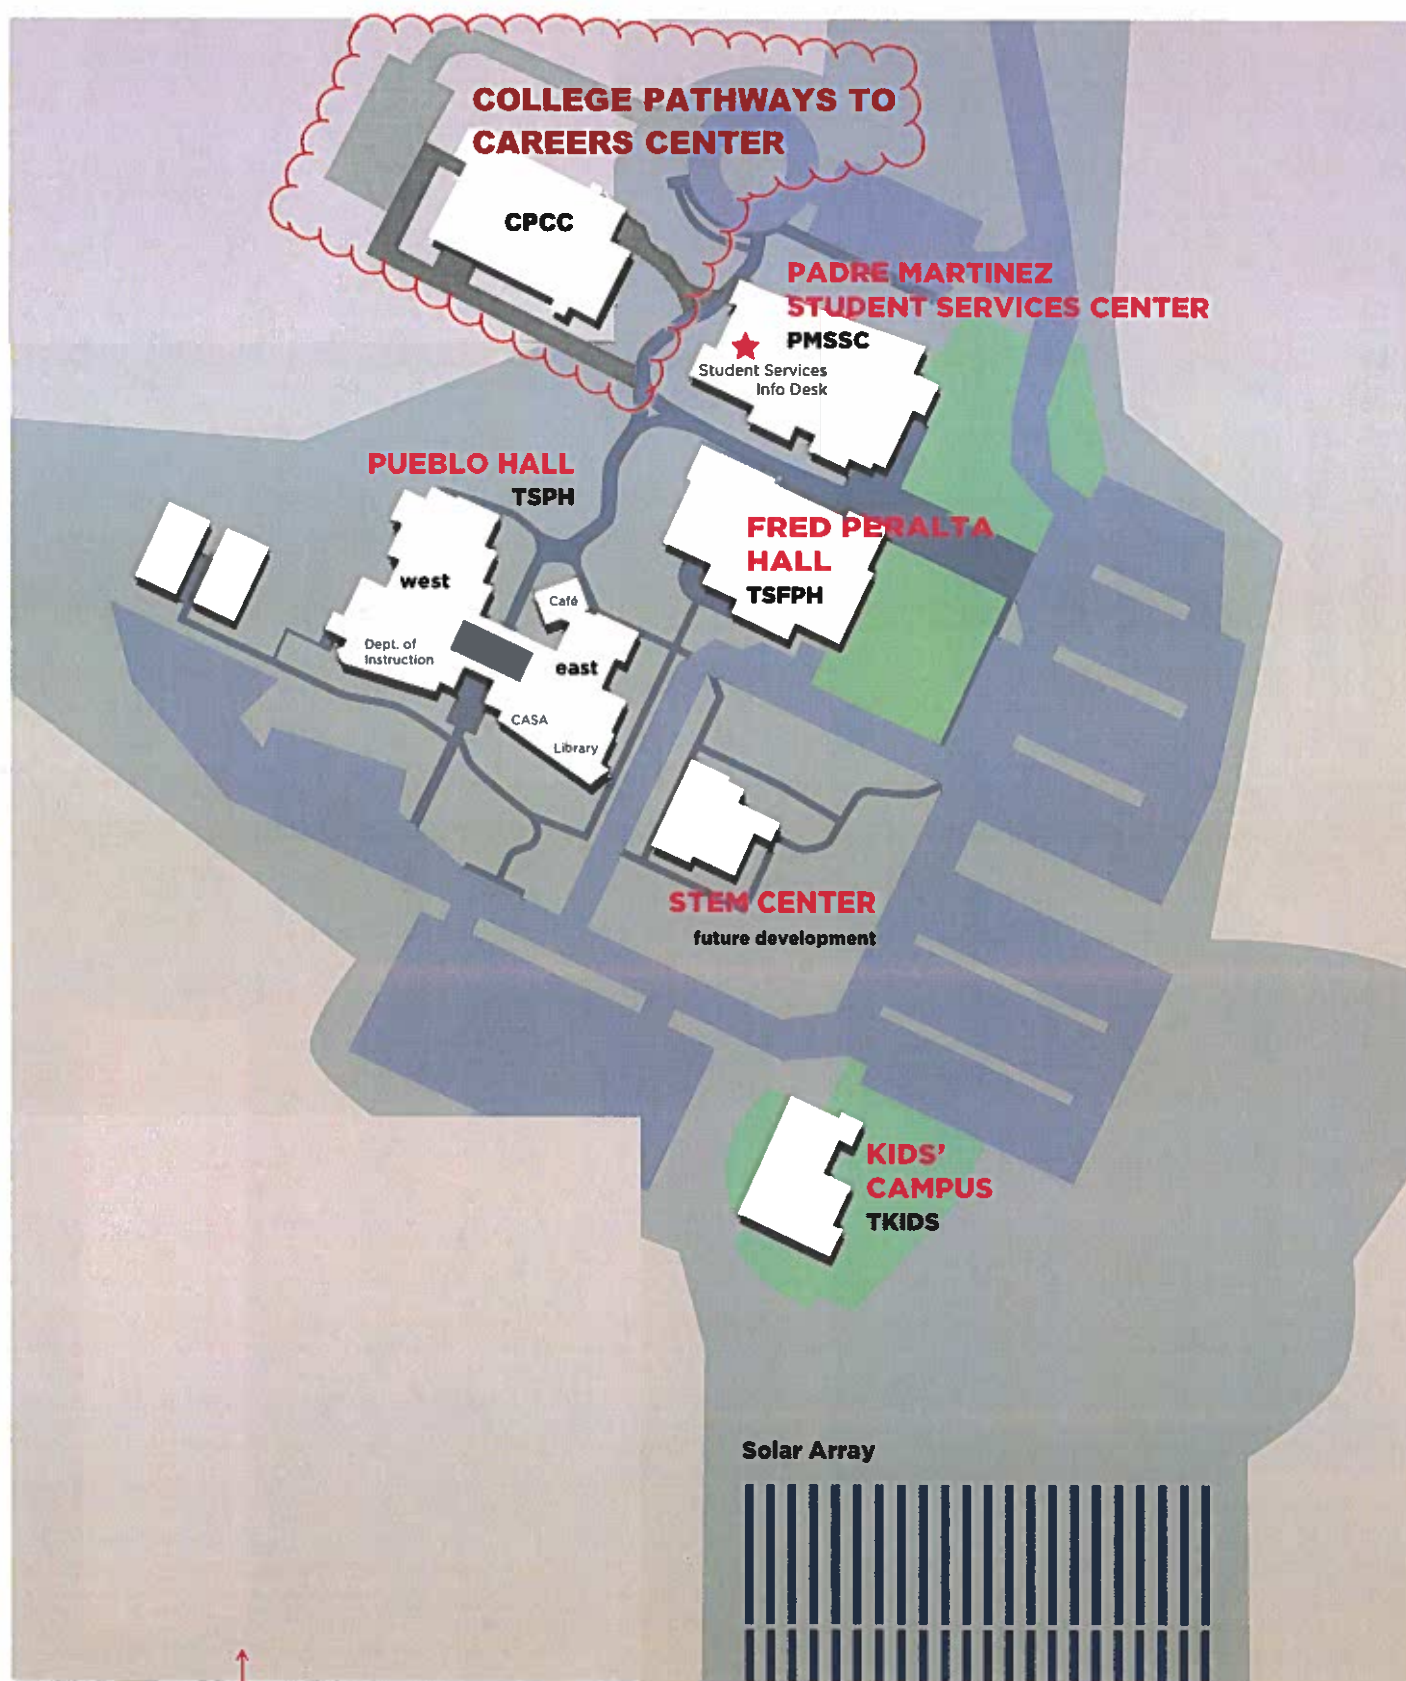 COLLEGE PATHWAYS TO
CAREERS CENTER
CPCC
PADRE MARTINEZ
STUDENT SERVICES CENTER
PMSSC
Student Services
Info Desk
PUEBLO HALL
TSPH
FRED PERALTA
HALL
TSFPH
west
Café
Dept. of
Instruction
east
CASA
Library
STEM CENTER
future development
KIDS'
CAMPUS
TKIDS
Solar Array